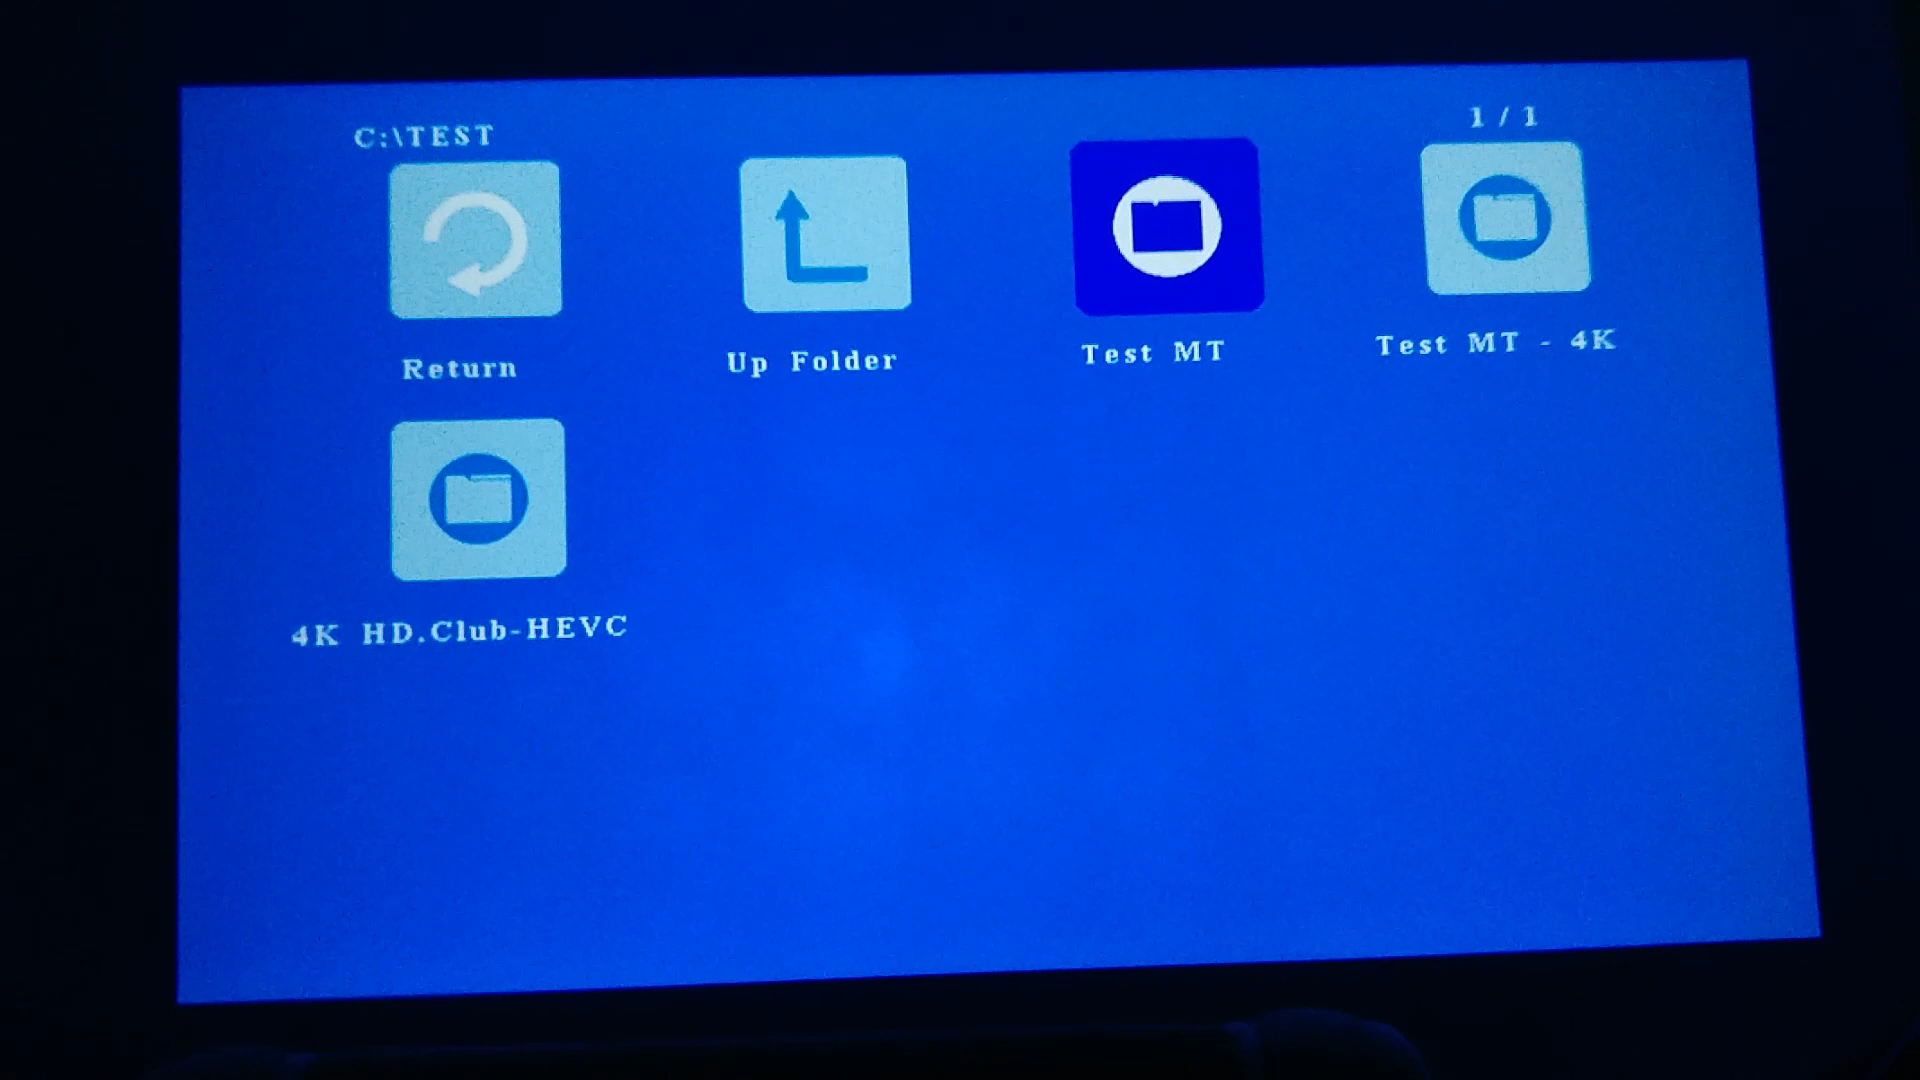 C:\TEST
1 / 1
Return
Up Folder
Test MT
Test MT - 4K
4K HD.Club-HEVC